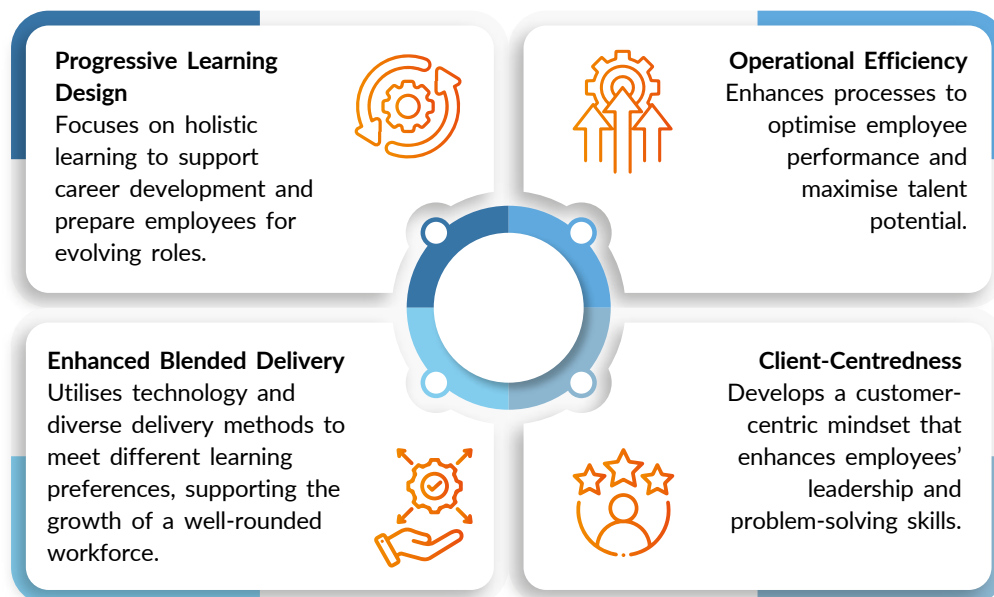 Progressive Learning
Design
Focuses on holistic
learning to support
career development and
prepare employees for
evolving roles.
Operational Efficiency
Enhances processes to
optimise employee
performance and
maximise talent
potential.
Enhanced Blended Delivery
Utilises technology and
diverse delivery methods to
meet different learning
preferences, supporting the
growth of a well-rounded
workforce.
Client-Centredness
Develops a customer-
centric mindset that
enhances employees’
leadership and
problem-solving skills.